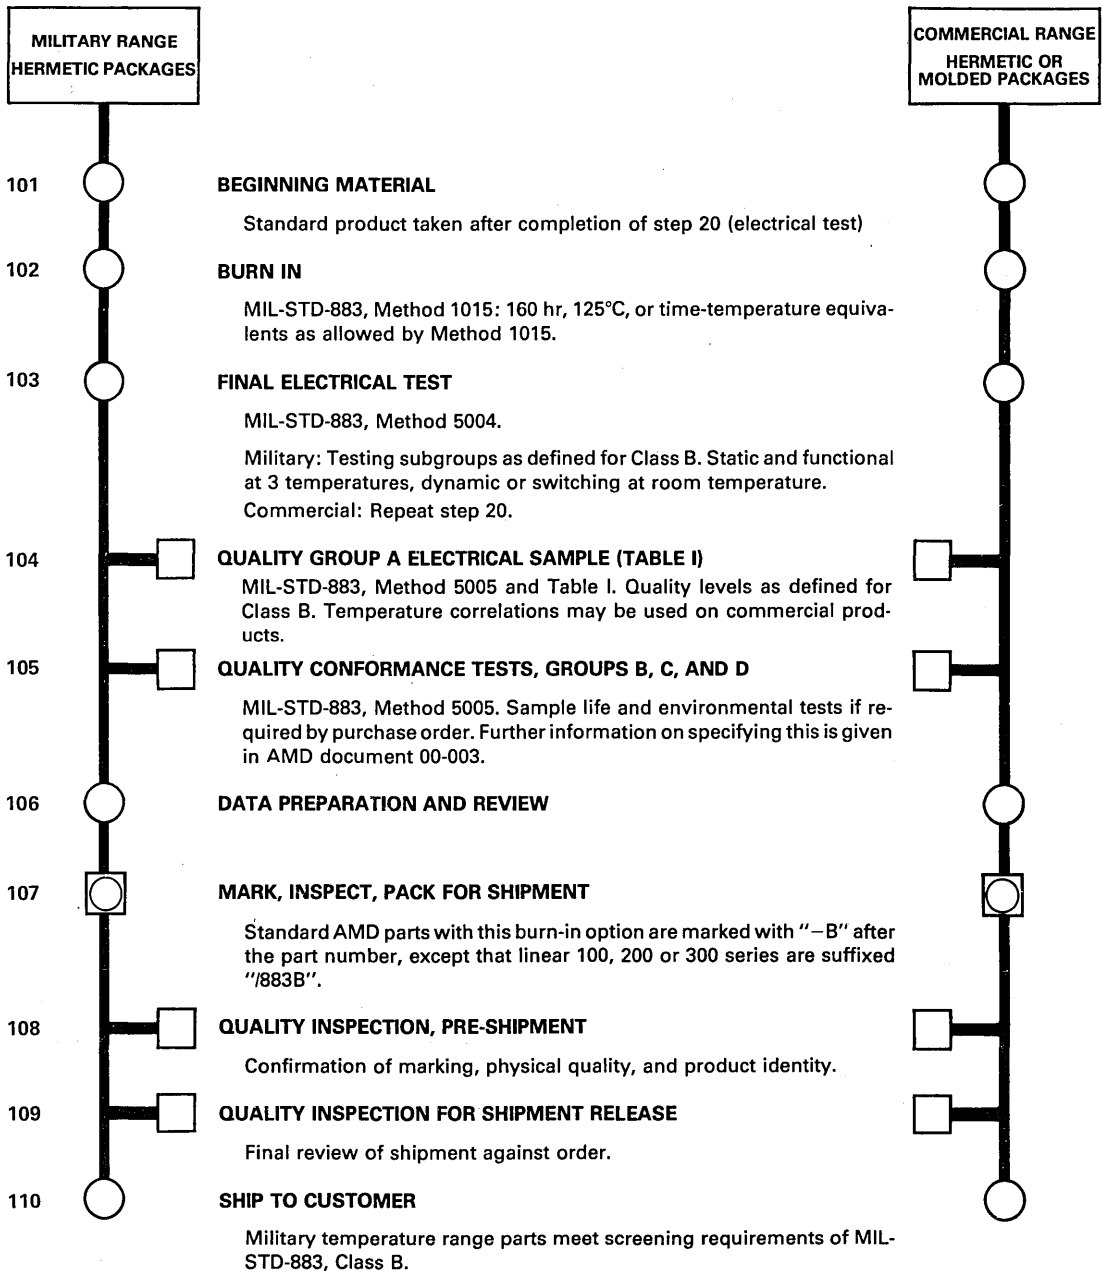 MILITARY RANGE
HERMETIC PACKAGES
COMMERCIAL RANGE
HERMETIC OR
MOLDED PACKAGES
101 BEGINNING MATERIAL
Standard product taken after completion of step 20 (electrical test)
102 BURN IN
MIL-STD-883, Method 1015: 160 hr, 125°C, or time-temperature equiva-
lents as allowed by Method 1015.
103 FINAL ELECTRICAL TEST
MIL-STD-883, Method 5004.
Military: Testing subgroups as defined for Class B. Static and functional
at 3 temperatures, dynamic or switching at room temperature.
Commercial: Repeat step 20.
104 QUALITY GROUP A ELECTRICAL SAMPLE (TABLE I)
MIL-STD-883, Method 5005 and Table I. Quality levels as defined for
Class B. Temperature correlations may be used on commercial prod-
ucts.
105 QUALITY CONFORMANCE TESTS, GROUPS B, C, AND D
MIL-STD-883, Method 5005. Sample life and environmental tests if re-
quired by purchase order. Further information on specifying this is given
in AMD document 00-003.
106 DATA PREPARATION AND REVIEW
107 MARK, INSPECT, PACK FOR SHIPMENT
Standard AMD parts with this burn-in option are marked with "–B" after
the part number, except that linear 100, 200 or 300 series are suffixed
"/883B".
108 QUALITY INSPECTION, PRE-SHIPMENT
Confirmation of marking, physical quality, and product identity.
109 QUALITY INSPECTION FOR SHIPMENT RELEASE
Final review of shipment against order.
110 SHIP TO CUSTOMER
Military temperature range parts meet screening requirements of MIL-
STD-883, Class B.